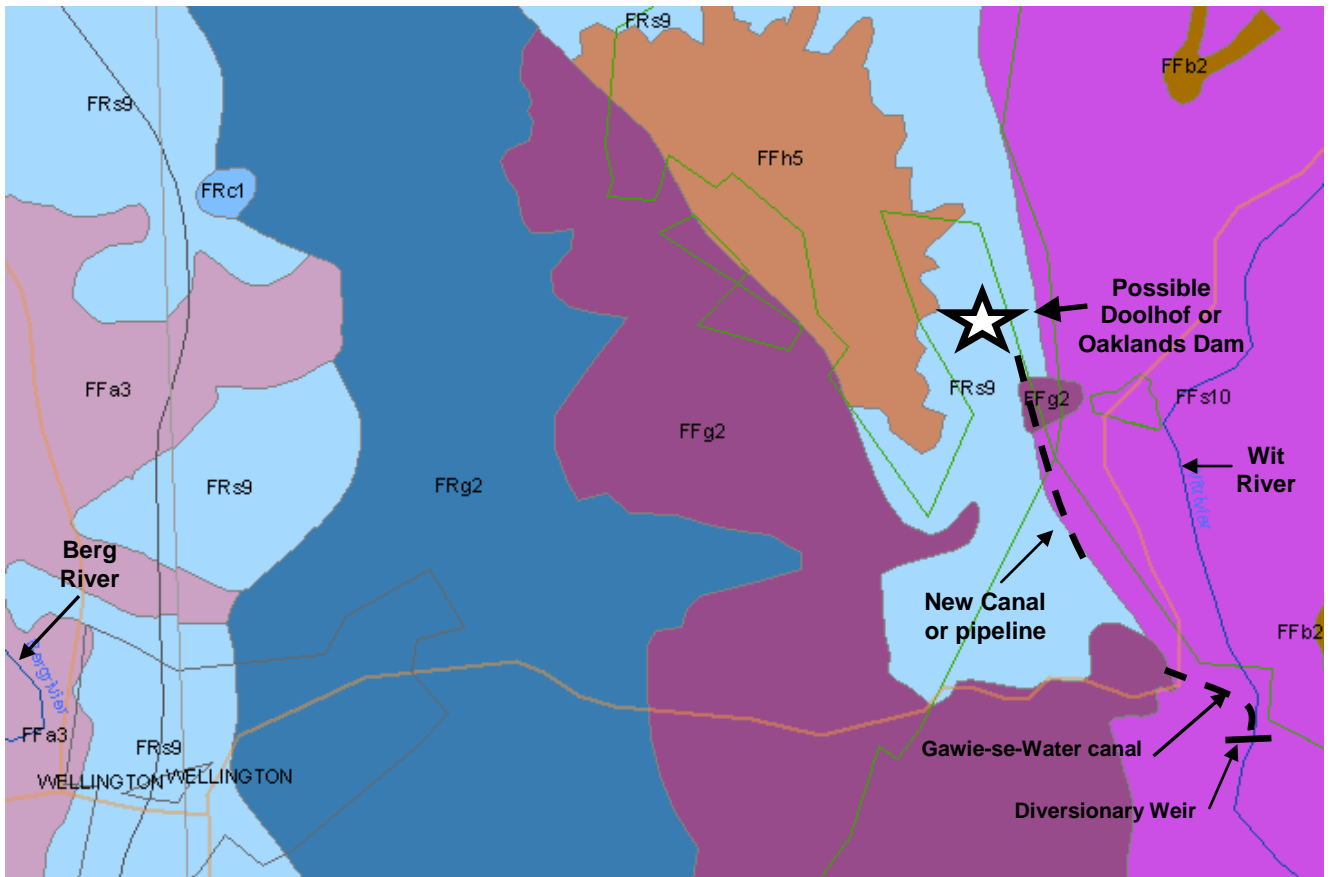 FRs9
FFb2
FRs9
FFh5
FRc1
Possible
Doolhof or
Oaklands Dam
FFa3
FRs9
FFg2
FFs10
FFg2
Wit
River
FRs9
FRg2
Berg
River
New Canal
or pipeline
FFb2
Bergrivier
FFa3
FRs9
Gawie-se-Water canal
WELLINGTON
WELLINGTON
Diversionary Weir